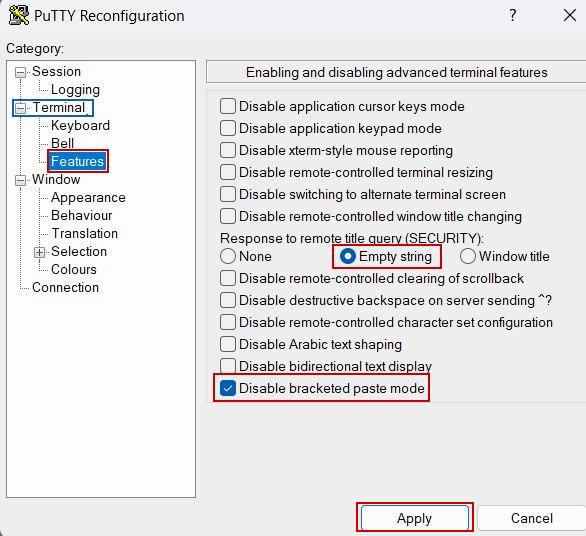 PuTTY Reconfiguration ? ×
Category:
Session
Logging
Terminal
Keyboard
Bell
Features
Window
Appearance
Behaviour
Translation
Selection
Colours
Connection
Enabling and disabling advanced terminal features
Disable application cursor keys mode
Disable application keypad mode
Disable xterm-style mouse reporting
Disable remote-controlled terminal resizing
Disable switching to alternate terminal screen
Disable remote-controlled window title changing
Response to remote title query (SECURITY):
None Empty string Window title
Disable remote-controlled clearing of scrollback
Disable destructive backspace on server sending ^?
Disable remote-controlled character set configuration
Disable Arabic text shaping
Disable bidirectional text display
Disable bracketed paste mode
Apply Cancel